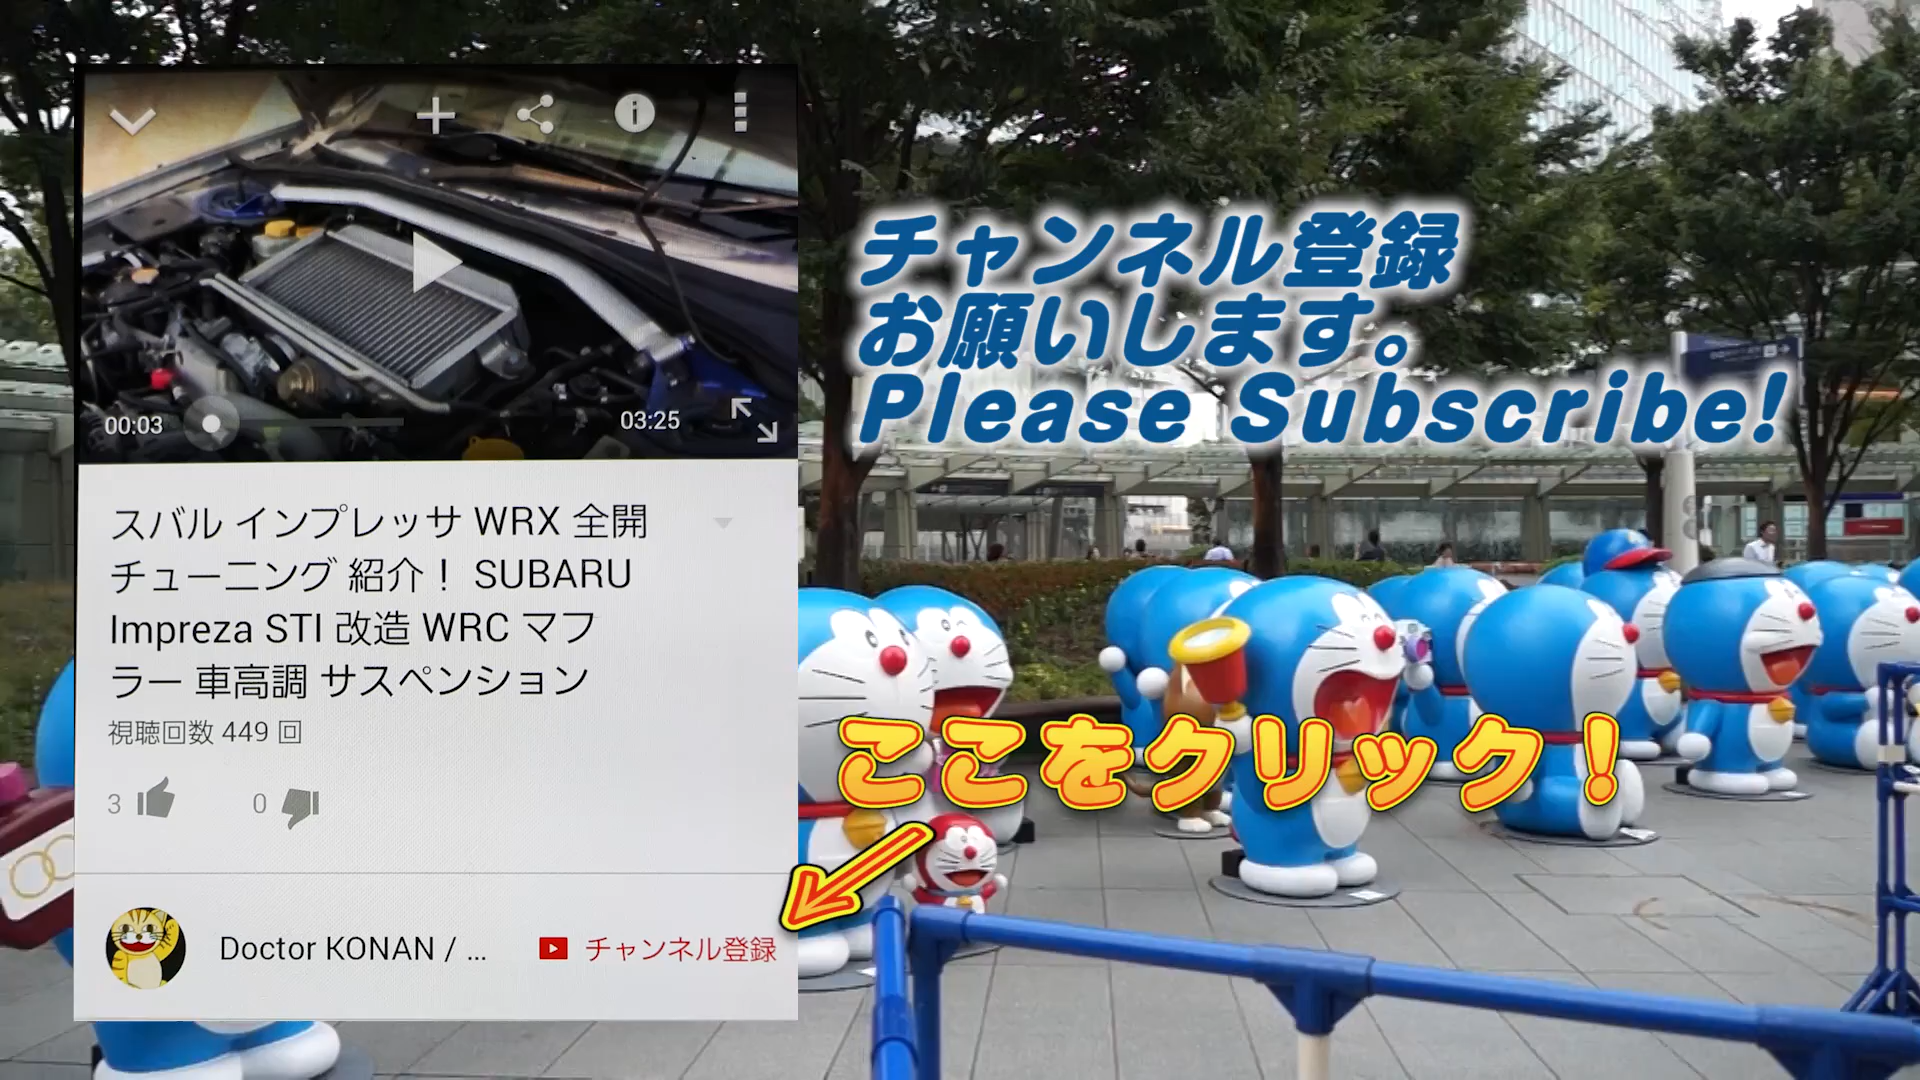 00:03
03:25
スバル インプレッサ WRX 全開
チューニング 紹介！ SUBARU
Impreza STI 改造 WRC マフ
ラー 車高調 サスペンション
視聴回数 449 回
3
0
Doctor KONAN / ...
チャンネル登録
チャンネル登録
お願いします。
Please Subscribe!
ここをクリック！